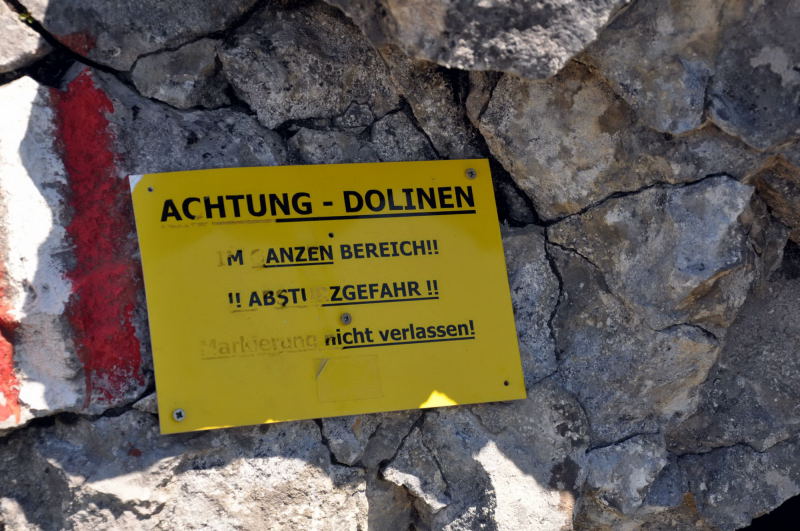 ACHTUNG - DOLINEN
IM GANZEN BEREICH!!
!! ABSTURZGEFAHR !!
Markierung nicht verlassen!